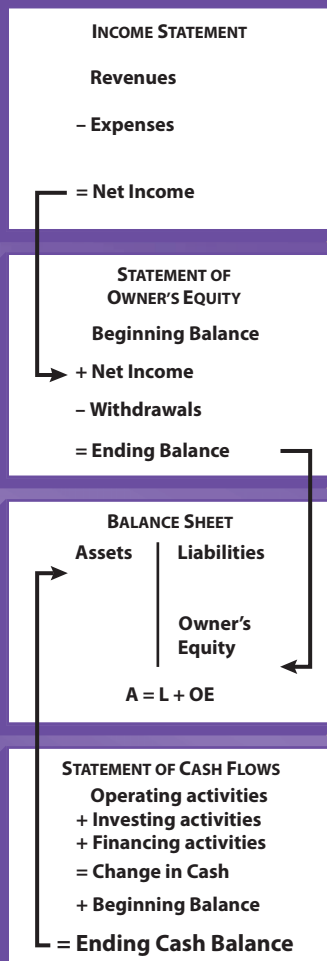 INCOME STATEMENT
Revenues
– Expenses
= Net Income
STATEMENT OF
OWNER'S EQUITY
Beginning Balance
+ Net Income
– Withdrawals
= Ending Balance
BALANCE SHEET
Assets Liabilities
Owner's
Equity
A = L + OE
STATEMENT OF CASH FLOWS
Operating activities
+ Investing activities
+ Financing activities
= Change in Cash
+ Beginning Balance
= Ending Cash Balance